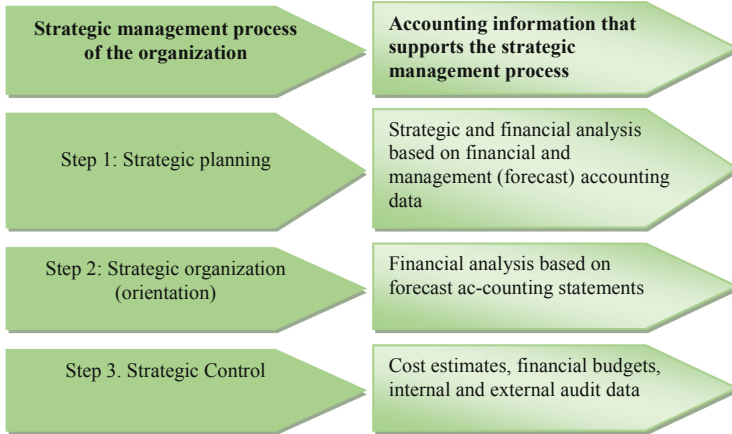 Strategic management process
of the organization
Accounting information that
supports the strategic
management process
Step 1: Strategic planning
Strategic and financial analysis
based on financial and
management (forecast) accounting
data
Step 2: Strategic organization
(orientation)
Financial analysis based on
forecast ac-counting statements
Step 3. Strategic Control
Cost estimates, financial budgets,
internal and external audit data